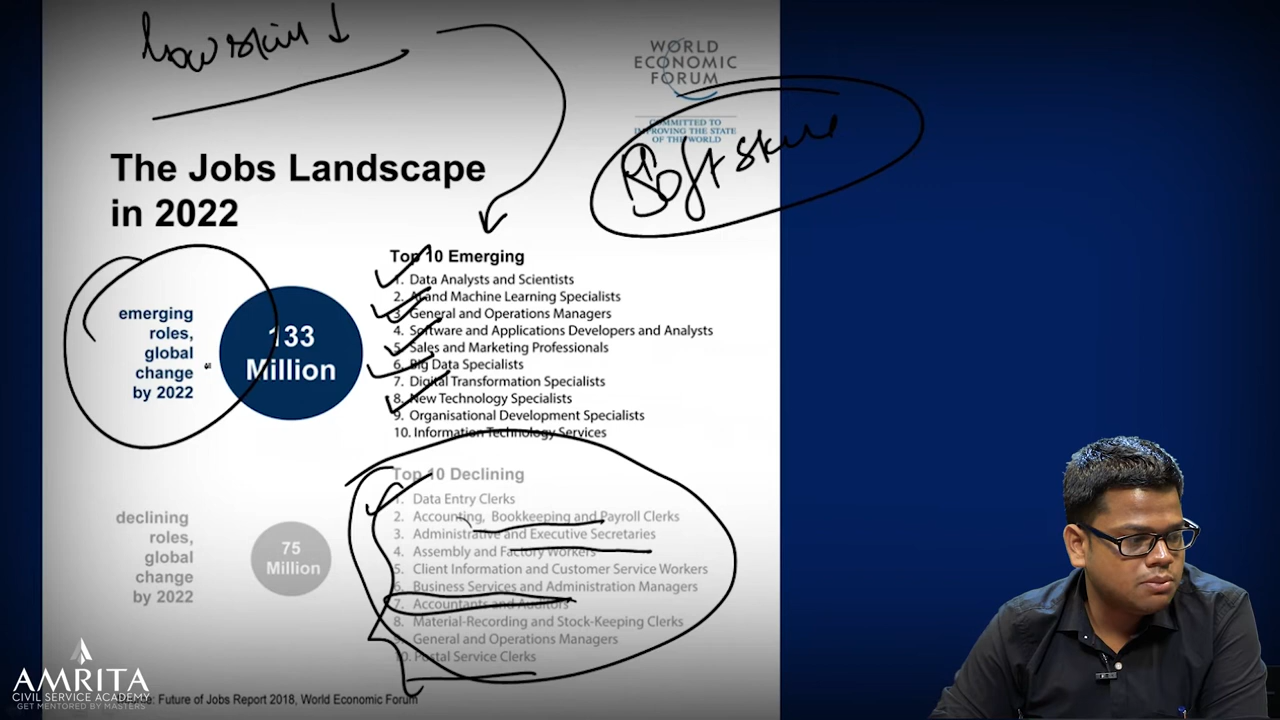 low skill ↓
WORLD
ECONOMIC
FORUM
COMMITTED TO
IMPROVING THE STATE
OF THE WORLD
Soft skill
The Jobs Landscape
in 2022
emerging
roles,
global
change
by 2022
133
Million
Top 10 Emerging
1. Data Analysts and Scientists
2. AI and Machine Learning Specialists
3. General and Operations Managers
4. Software and Applications Developers and Analysts
5. Sales and Marketing Professionals
6. Big Data Specialists
7. Digital Transformation Specialists
8. New Technology Specialists
9. Organisational Development Specialists
10. Information Technology Services
declining
roles,
global
change
by 2022
75
Million
Top 10 Declining
1. Data Entry Clerks
2. Accounting, Bookkeeping and Payroll Clerks
3. Administrative and Executive Secretaries
4. Assembly and Factory Workers
5. Client Information and Customer Service Workers
6. Business Services and Administration Managers
7. Accountants and Auditors
8. Material-Recording and Stock-Keeping Clerks
9. General and Operations Managers
10. Postal Service Clerks
: Future of Jobs Report 2018, World Economic Forum
AMRITA
CIVIL SERVICE ACADEMY
GET MENTORED BY MASTERS